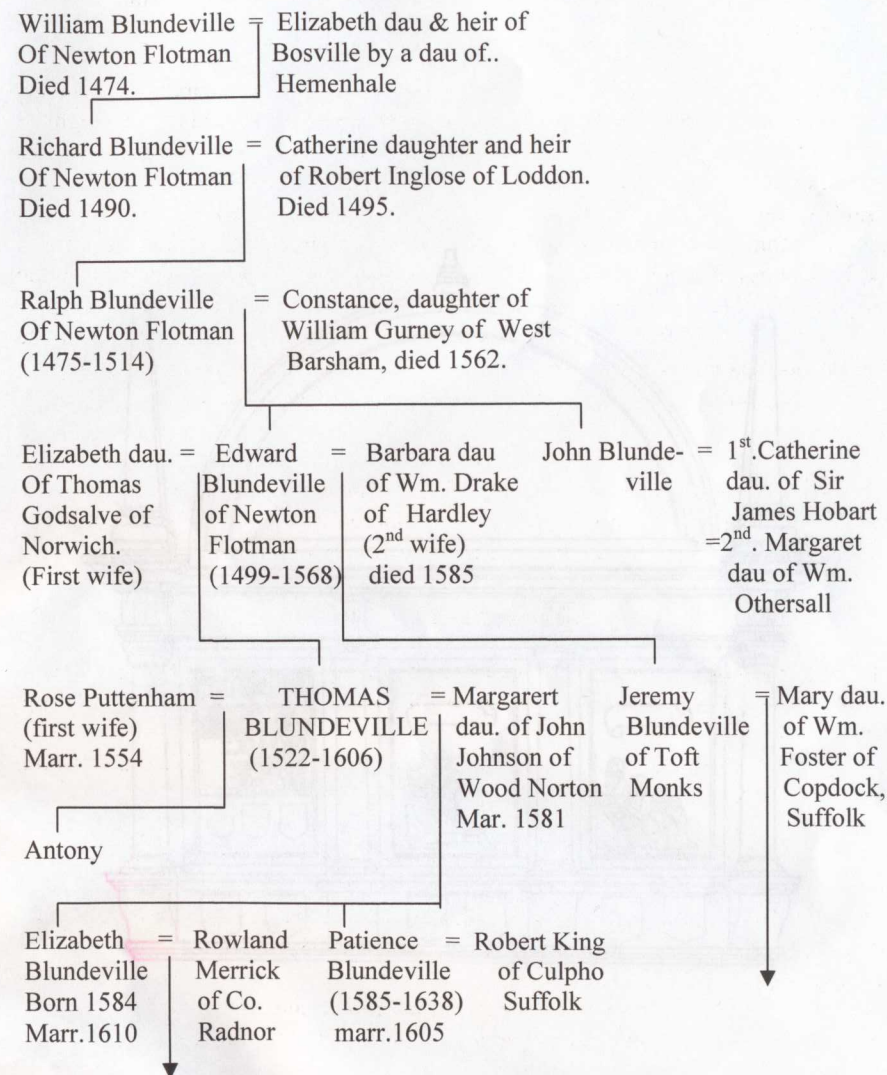 William Blundeville = Elizabeth dau & heir of
Of Newton Flotman Bosville by a dau of..
Died 1474. Hemenhale
Richard Blundeville = Catherine daughter and heir
Of Newton Flotman of Robert Inglose of Loddon.
Died 1490. Died 1495.
Ralph Blundeville = Constance, daughter of
Of Newton Flotman William Gurney of West
(1475-1514) Barsham, died 1562.
Elizabeth dau. = Edward = Barbara dau John Blunde- = 1st.Catherine
Of Thomas Blundeville of Wm. Drake ville dau. of Sir
Godsalve of of Newton of Hardley James Hobart
Norwich. Flotman (2nd wife) =2nd. Margaret
(First wife) (1499-1568) died 1585 dau of Wm.
Othersall
Rose Puttenham = THOMAS = Margarert Jeremy = Mary dau.
(first wife) BLUNDEVILLE dau. of John Blundeville of Wm.
Marr. 1554 (1522-1606) Johnson of of Toft Foster of
Wood Norton Monks Copdock,
Mar. 1581 Suffolk
Antony
Elizabeth = Rowland Patience = Robert King
Blundeville Merrick Blundeville of Culpho
Born 1584 of Co. (1585-1638) Suffolk
Marr.1610 Radnor marr.1605